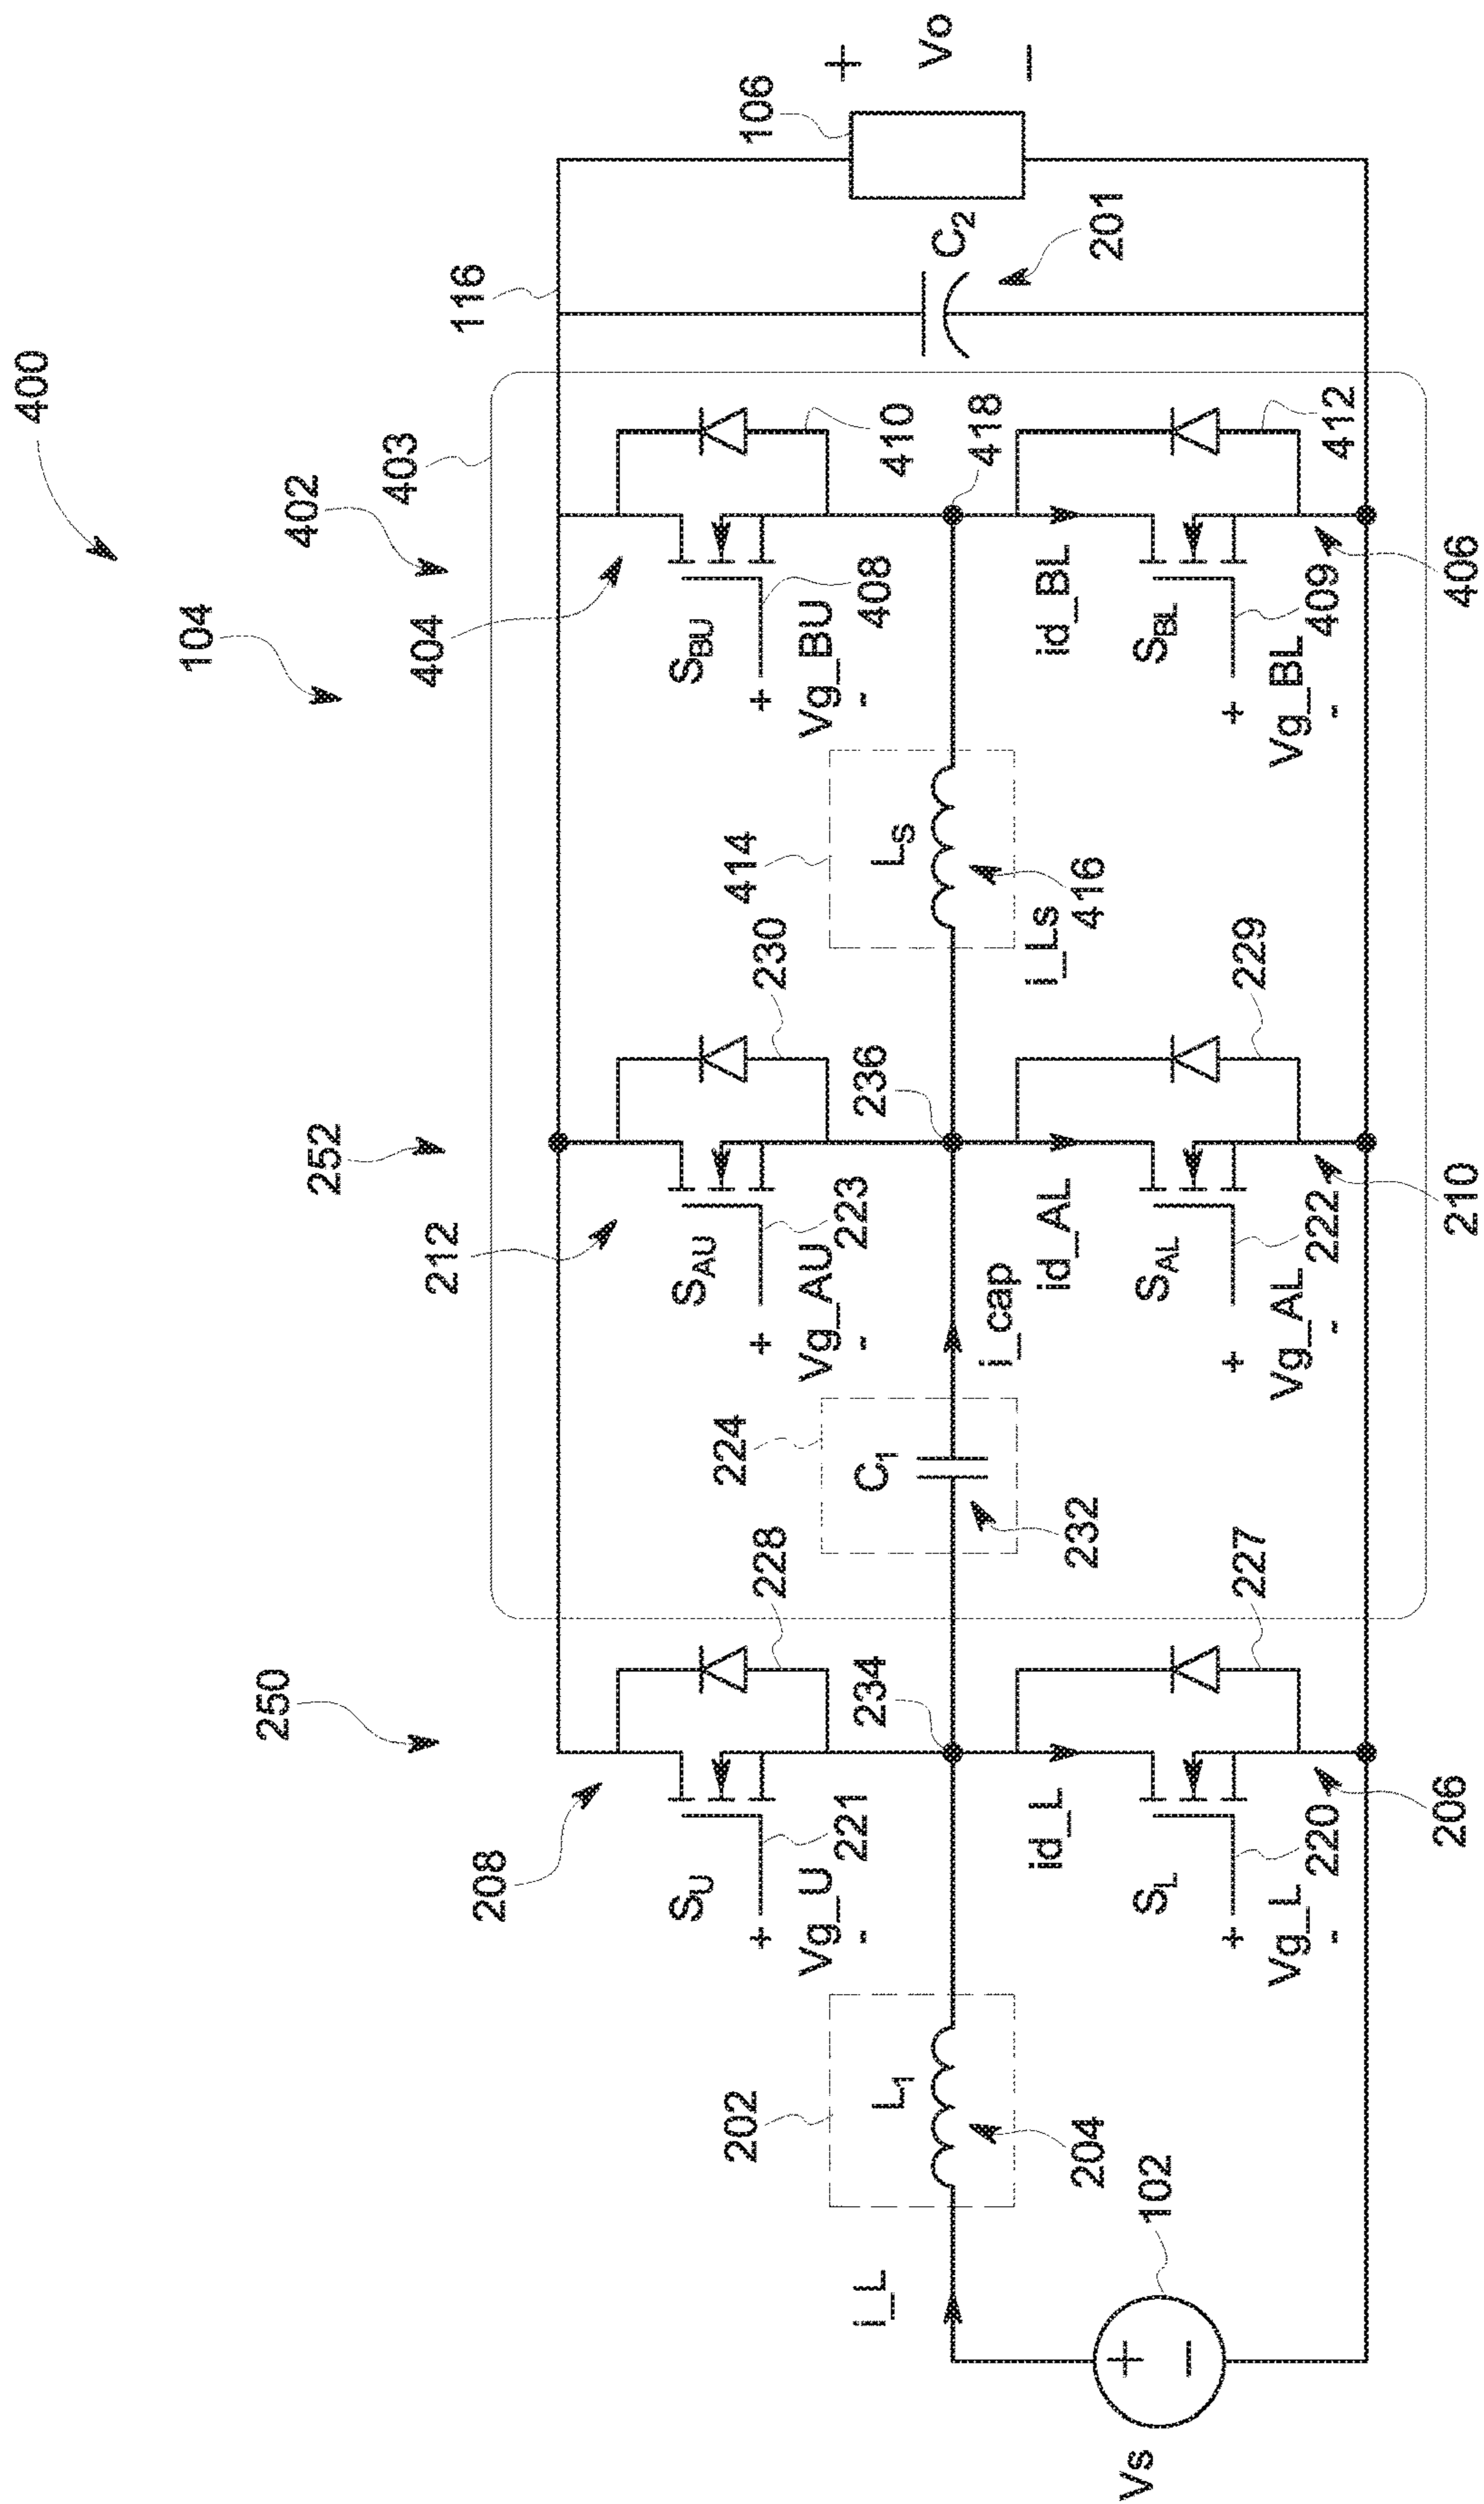 400
104
402
403
404
252
212
250
208
116
106
+
Vo
−
C2
201
410
SBU
+
Vg_BU
-
408
418
id_BL
SBL
+
Vg_BL
-
409
412
406
414
LS
i_Ls
416
230
SAU
+
Vg_AU
-
223
236
id_AL
SAL
+
Vg_AL
-
222
229
210
224
C1
i_cap
232
228
SU
+
Vg_U
-
221
234
id_L
SL
+
Vg_L
-
220
227
206
202
L1
204
i_L
102
+
−
Vs